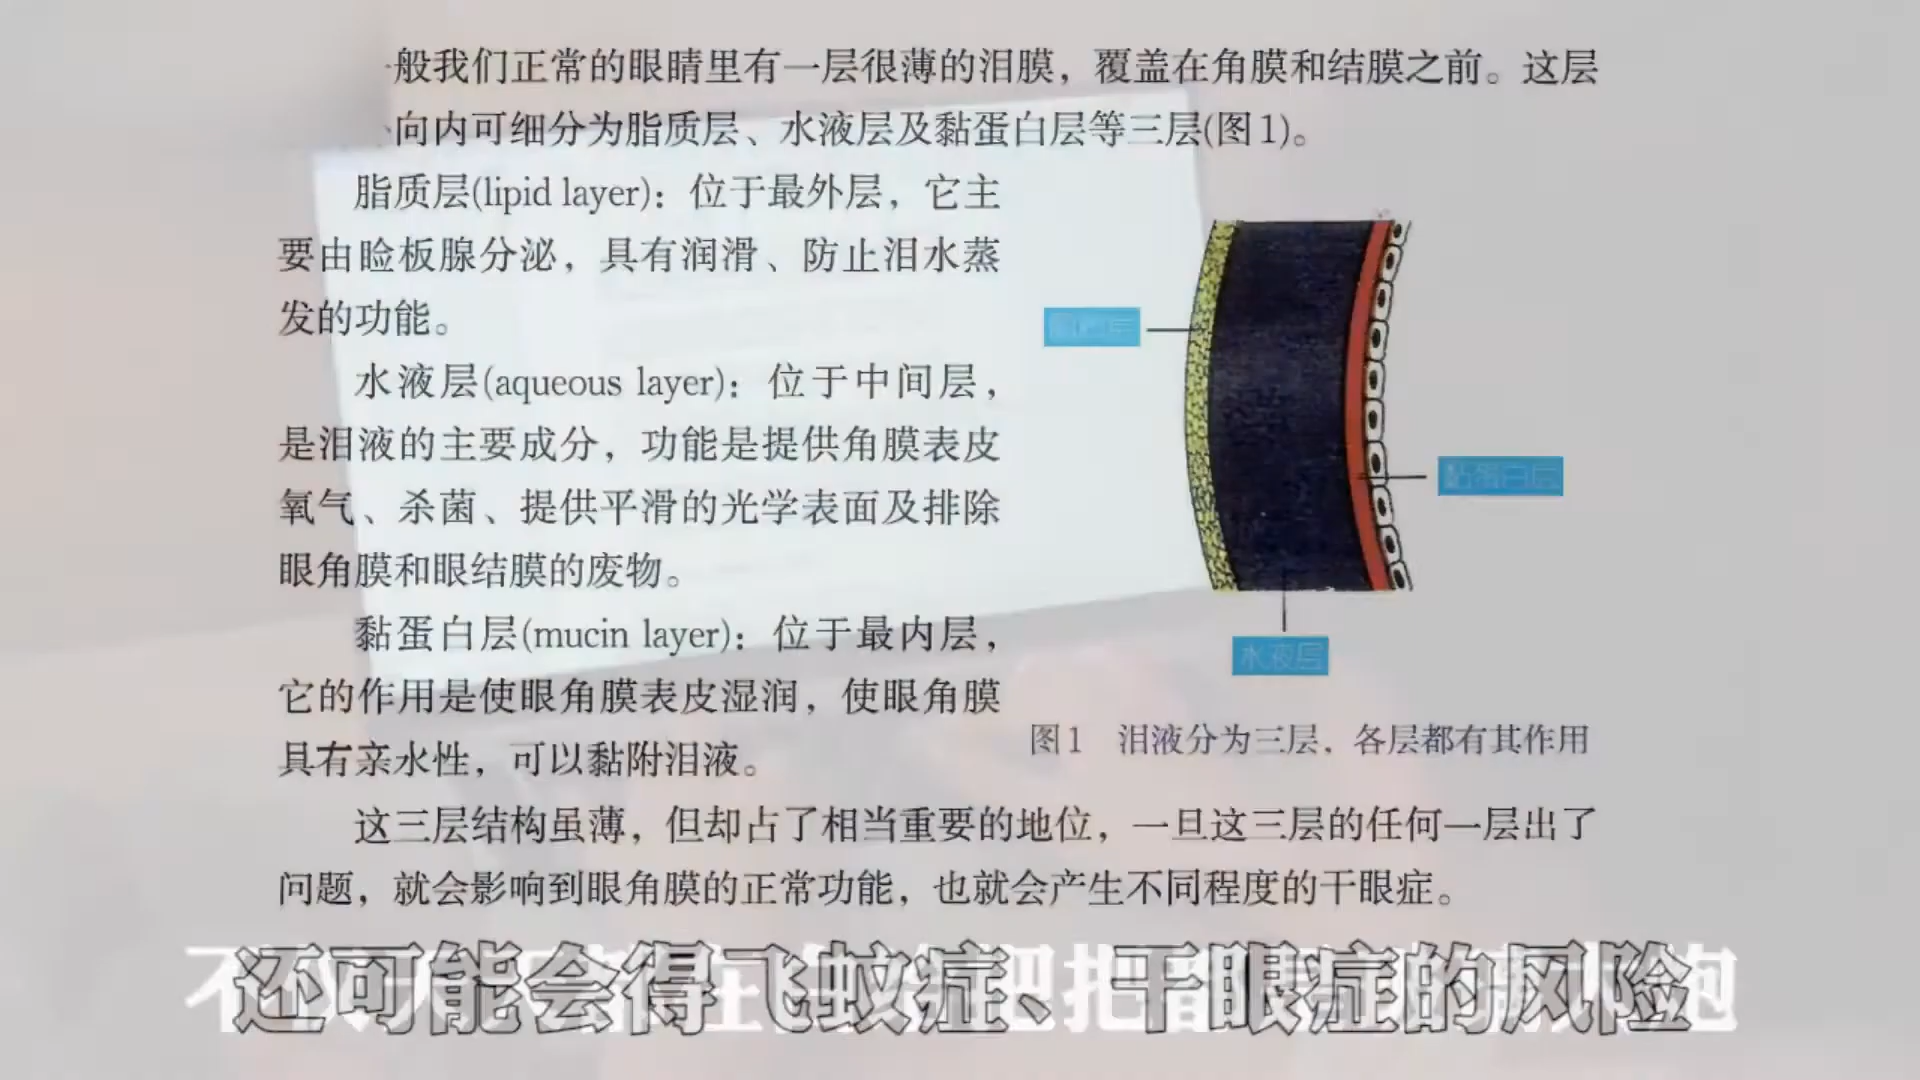 般我们正常的眼睛里有一层很薄的泪膜，覆盖在角膜和结膜之前。这层
向内可细分为脂质层、水液层及黏蛋白层等三层(图1)。
脂质层(lipid layer)：位于最外层，它主
要由睑板腺分泌，具有润滑、防止泪水蒸
发的功能。
水液层(aqueous layer)：位于中间层，
是泪液的主要成分，功能是提供角膜表皮
氧气、杀菌、提供平滑的光学表面及排除
眼角膜和眼结膜的废物。
黏蛋白层(mucin layer)：位于最内层，
它的作用是使眼角膜表皮湿润，使眼角膜
具有亲水性，可以黏附泪液。
黏蛋白层
水液层
图1 泪液分为三层，各层都有其作用
这三层结构虽薄，但却占了相当重要的地位，一旦这三层的任何一层出了
问题，就会影响到眼角膜的正常功能，也就会产生不同程度的干眼症。
还可能会得飞蚊症、干眼症的风险